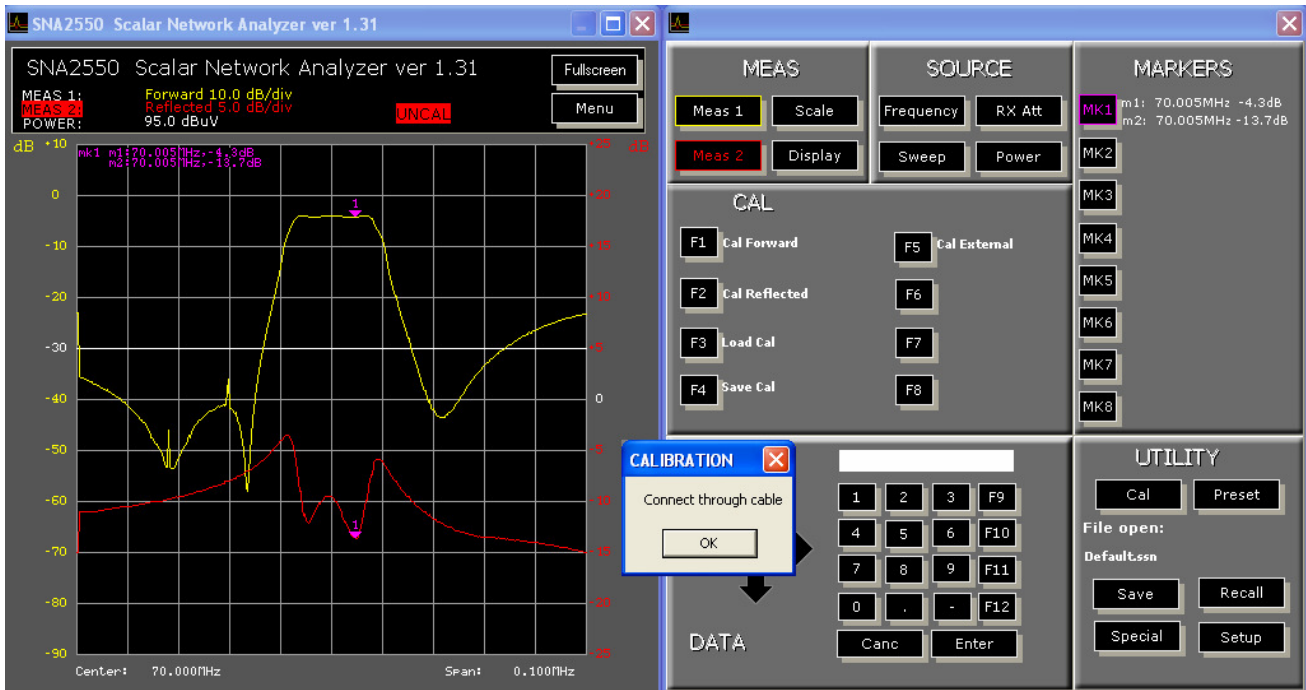 SNA2550 Scalar Network Analyzer ver 1.31
SNA2550 Scalar Network Analyzer ver 1.31
Fullscreen
MEAS 1: Forward 10.0 dB/div
MEAS 2: Reflected 5.0 dB/div
POWER: 95.0 dBuV
UNCAL
Menu
dB +10
+25 dB
mk1 m1:70.005MHz,-4.3dB
m2:70.005MHz,-13.7dB
0
+20
1
-10
+15
-20
+10
-30
+5
-40
0
-50
-5
-60
-10
1
-70
-15
-80
-20
-90
-25
Center: 70.000MHz
Span: 0.100MHz
MEAS
Meas 1
Scale
Meas 2
Display
SOURCE
Frequency
RX Att
Sweep
Power
MARKERS
MK1
m1: 70.005MHz -4.3dB
m2: 70.005MHz -13.7dB
MK2
MK3
MK4
MK5
MK6
MK7
MK8
CAL
F1 Cal Forward
F2 Cal Reflected
F3 Load Cal
F4 Save Cal
F5 Cal External
F6
F7
F8
CALIBRATION
Connect through cable
OK
DATA
1 2 3 F9
4 5 6 F10
7 8 9 F11
0 . - F12
Canc Enter
UTILITY
Cal
Preset
File open:
Default.ssn
Save
Recall
Special
Setup